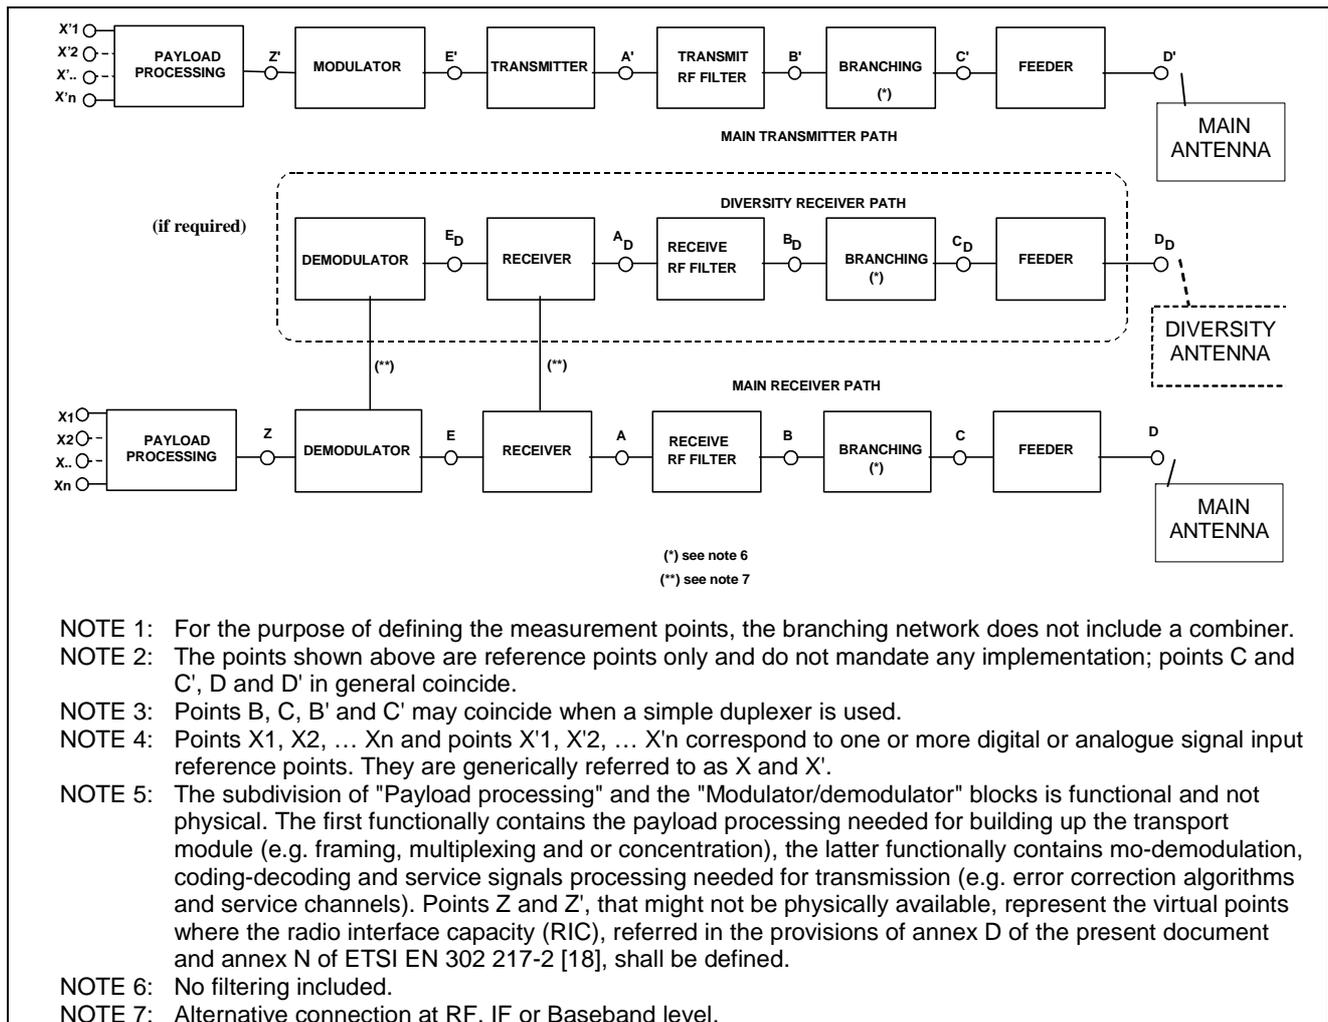 X'1
X'2
X'..
X'n
PAYLOAD
PROCESSING
Z'
MODULATOR
E'
TRANSMITTER
A'
TRANSMIT
RF FILTER
B'
BRANCHING
(*)
C'
FEEDER
D'
MAIN
ANTENNA
MAIN TRANSMITTER PATH
(if required)
DIVERSITY RECEIVER PATH
DEMODULATOR
ED
RECEIVER
AD
RECEIVE
RF FILTER
BD
BRANCHING
(*)
CD
FEEDER
DD
DIVERSITY
ANTENNA
(**)
(**)
MAIN RECEIVER PATH
X1
X2
X..
Xn
PAYLOAD
PROCESSING
Z
DEMODULATOR
E
RECEIVER
A
RECEIVE
RF FILTER
B
BRANCHING
(*)
C
FEEDER
D
MAIN
ANTENNA
(*) see note 6
(**) see note 7
NOTE 1: For the purpose of defining the measurement points, the branching network does not include a combiner.
NOTE 2: The points shown above are reference points only and do not mandate any implementation; points C and
C', D and D' in general coincide.
NOTE 3: Points B, C, B' and C' may coincide when a simple duplexer is used.
NOTE 4: Points X1, X2, … Xn and points X'1, X'2, … X'n correspond to one or more digital or analogue signal input
reference points. They are generically referred to as X and X'.
NOTE 5: The subdivision of "Payload processing" and the "Modulator/demodulator" blocks is functional and not
physical. The first functionally contains the payload processing needed for building up the transport
module (e.g. framing, multiplexing and or concentration), the latter functionally contains mo-demodulation,
coding-decoding and service signals processing needed for transmission (e.g. error correction algorithms
and service channels). Points Z and Z', that might not be physically available, represent the virtual points
where the radio interface capacity (RIC), referred in the provisions of annex D of the present document
and annex N of ETSI EN 302 217-2 [18], shall be defined.
NOTE 6: No filtering included.
NOTE 7: Alternative connection at RF, IF or Baseband level.